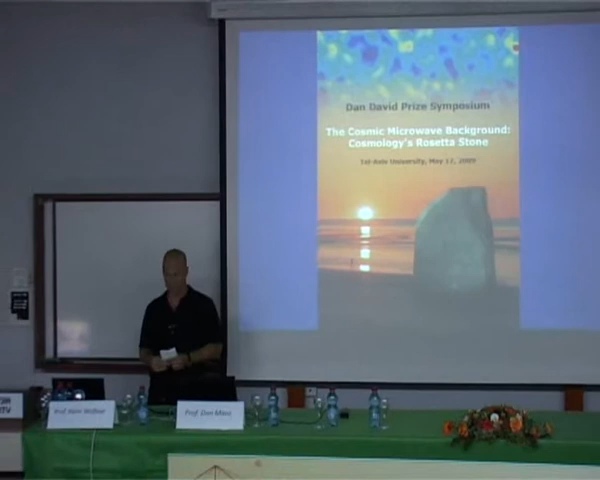 Dan David Prize Symposium
The Cosmic Microwave Background:
Cosmology's Rosetta Stone
Tel-Aviv University, May 17, 2009
Prof. Dan Maoz